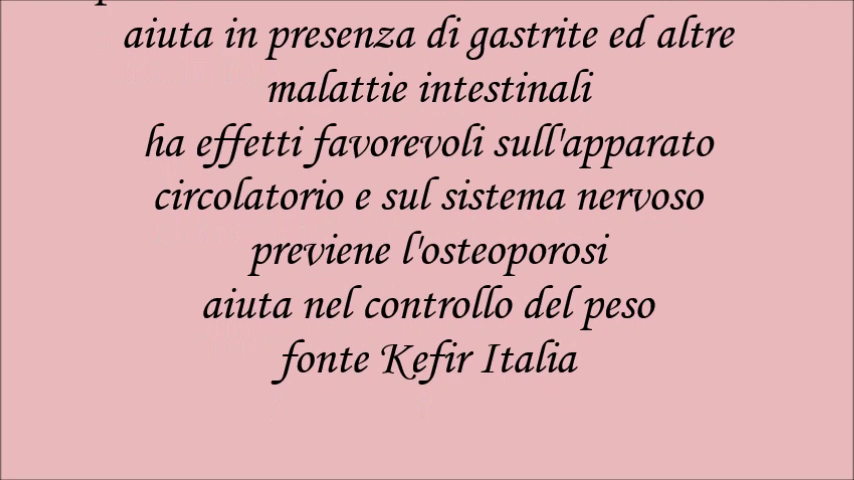 aiuta in presenza di gastrite ed altre
malattie intestinali
ha effetti favorevoli sull'apparato
circolatorio e sul sistema nervoso
previene l'osteoporosi
aiuta nel controllo del peso
fonte Kefir Italia